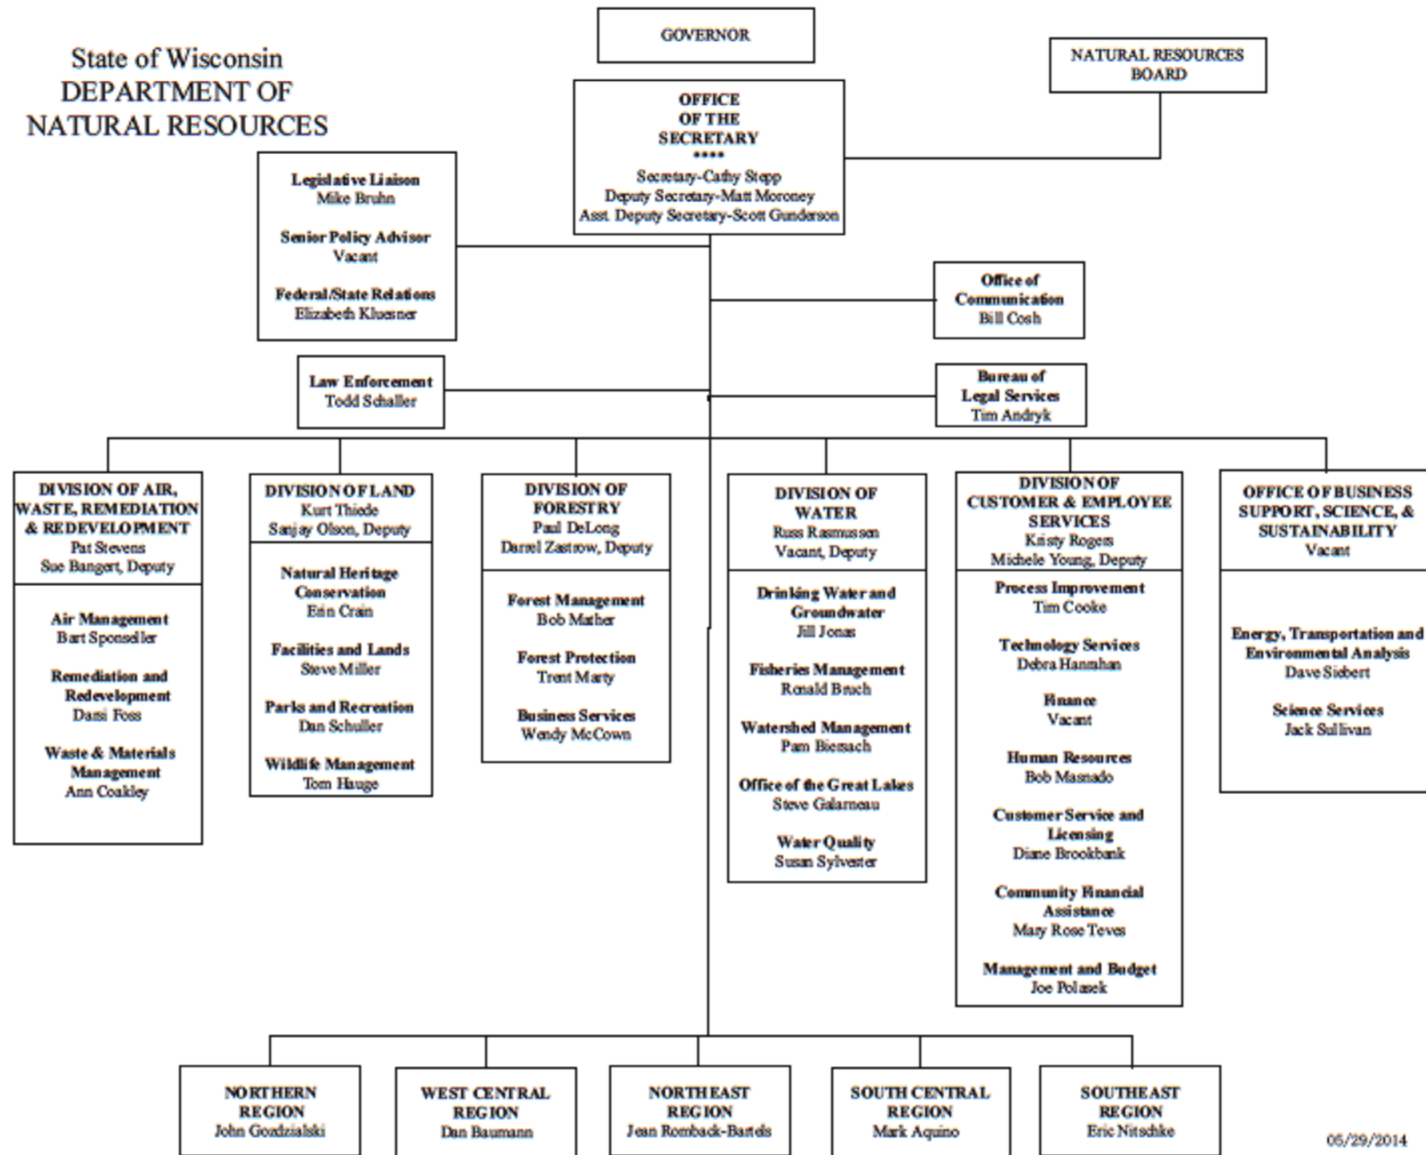 State of Wisconsin
DEPARTMENT OF
NATURAL RESOURCES
GOVERNOR
NATURAL RESOURCES
BOARD
OFFICE
OF THE
SECRETARY
****
Secretary-Cathy Stepp
Deputy Secretary-Matt Moroney
Asst. Deputy Secretary-Scott Gunderson
Legislative Liaison
Mike Bruhn
Senior Policy Advisor
Vacant
Federal/State Relations
Elizabeth Kluesner
Office of
Communication
Bill Cosh
Law Enforcement
Todd Schaller
Bureau of
Legal Services
Tim Andryk
DIVISION OF AIR,
WASTE, REMEDIATION
& REDEVELOPMENT
Pat Stevens
Sue Bangert, Deputy
Air Management
Bart Sponseller
Remediation and
Redevelopment
Darsi Foss
Waste & Materials
Management
Ann Coakley
DIVISION OF LAND
Kurt Thiede
Sanjay Olson, Deputy
Natural Heritage
Conservation
Erin Crain
Facilities and Lands
Steve Miller
Parks and Recreation
Dan Schuller
Wildlife Management
Tom Hauge
DIVISION OF
FORESTRY
Paul DeLong
Darrel Zastrow, Deputy
Forest Management
Bob Mather
Forest Protection
Trent Marty
Business Services
Wendy McCown
DIVISION OF
WATER
Russ Rasmussen
Vacant, Deputy
Drinking Water and
Groundwater
Jill Jonas
Fisheries Management
Ronald Bruch
Watershed Management
Pam Biersach
Office of the Great Lakes
Steve Galarneau
Water Quality
Susan Sylvester
DIVISION OF
CUSTOMER & EMPLOYEE
SERVICES
Kristy Rogers
Michele Young, Deputy
Process Improvement
Tim Cooke
Technology Services
Debra Hanrahan
Finance
Vacant
Human Resources
Bob Masnado
Customer Service and
Licensing
Diane Brookbank
Community Financial
Assistance
Mary Rose Teves
Management and Budget
Joe Polasek
OFFICE OF BUSINESS
SUPPORT, SCIENCE, &
SUSTAINABILITY
Vacant
Energy, Transportation and
Environmental Analysis
Dave Siebert
Science Services
Jack Sullivan
NORTHERN
REGION
John Gozdzialski
WEST CENTRAL
REGION
Dan Baumann
NORTHEAST
REGION
Jean Romback-Bartels
SOUTH CENTRAL
REGION
Mark Aquino
SOUTHEAST
REGION
Eric Nitschke
05/29/2014